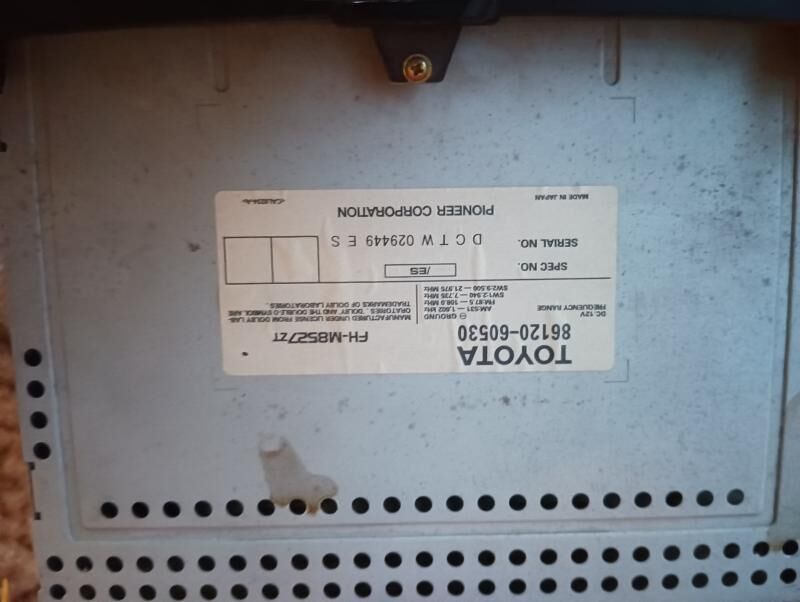 TOYOTA
86120-60530
FH-M8527ZT
DC 12V
⊖ GROUND
FREQUENCY RANGE
AM:531 — 1,602 kHz
FM:87.5 — 108.0 MHz
SW1:2.940 — 7.735 MHz
SW2:9.500 — 21.975 MHz
MANUFACTURED UNDER LICENSE FROM DOLBY LAB-
ORATORIES. "DOLBY" AND THE DOUBLE-D SYMBOL ARE
TRADEMARKS OF DOLBY LABORATORIES.
SPEC NO. /ES
SERIAL NO. DCTW029449ES
PIONEER CORPORATION
MADE IN JAPAN